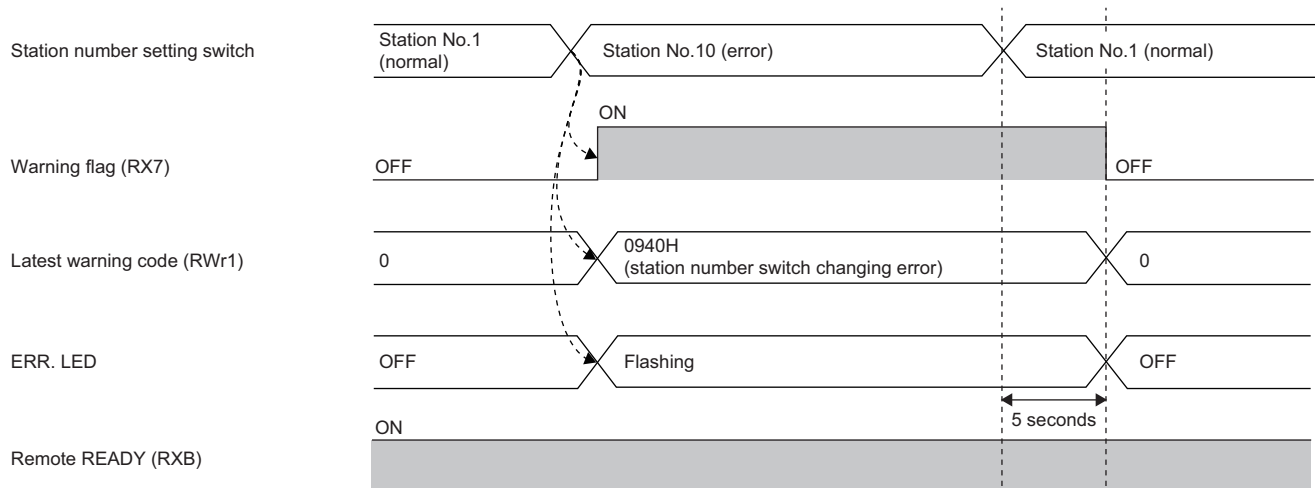 Station number setting switch
Station No.1
(normal)
Station No.10 (error)
Station No.1 (normal)
ON
Warning flag (RX7)
OFF
OFF
Latest warning code (RWr1)
0
0940H
(station number switch changing error)
0
ERR. LED
OFF
Flashing
OFF
5 seconds
ON
Remote READY (RXB)